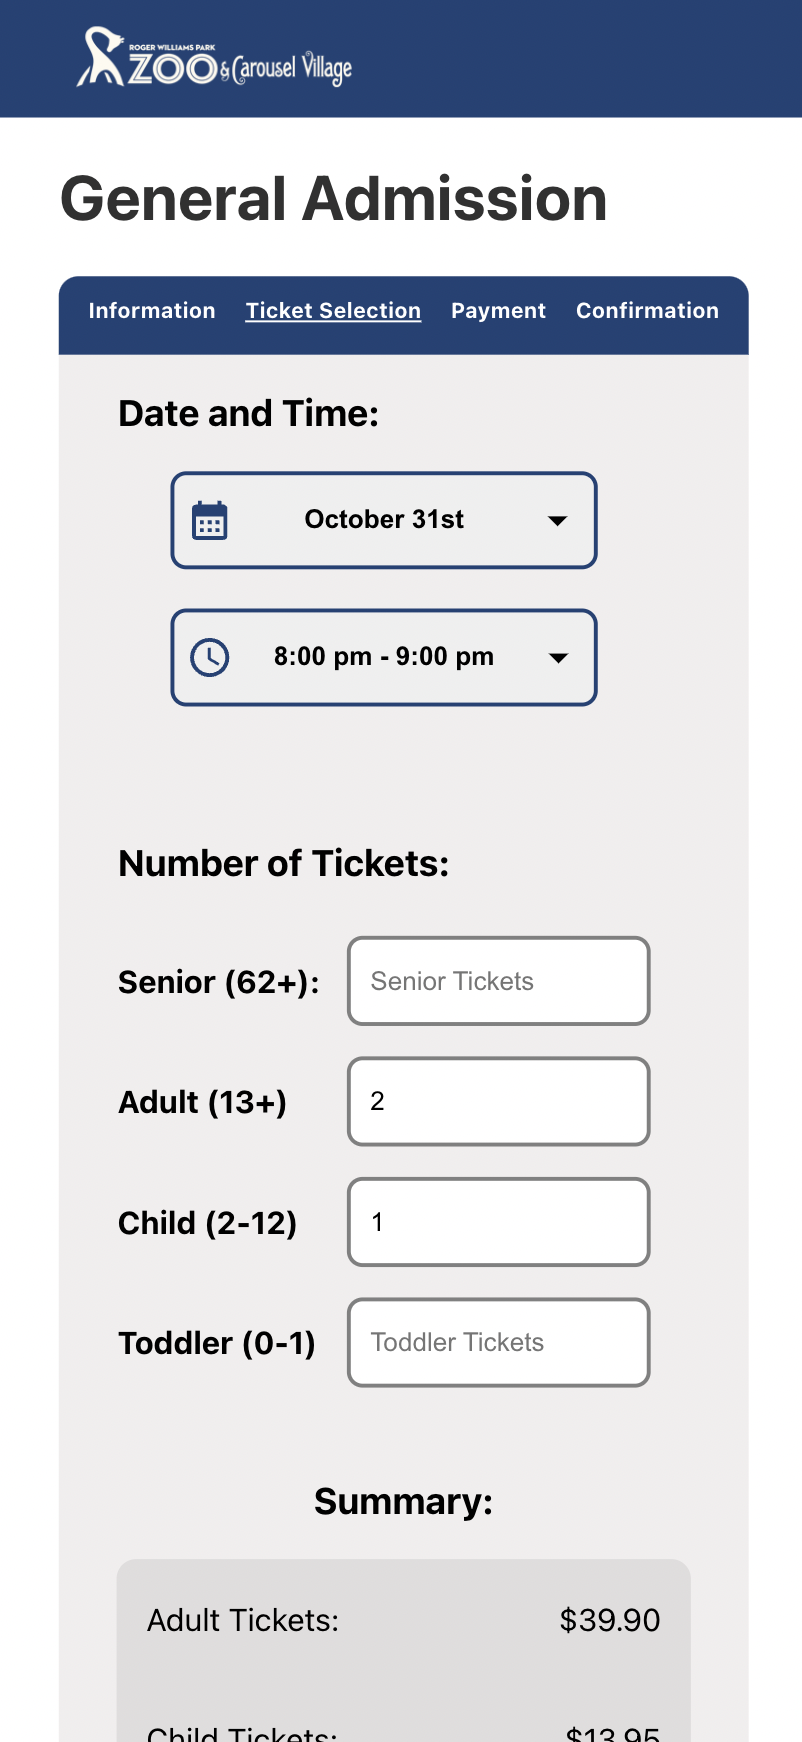 ROGER WILLIAMS PARK
ZOO & Carousel Village
General Admission
Information Ticket Selection Payment Confirmation
Date and Time:
October 31st
8:00 pm - 9:00 pm
Number of Tickets:
Senior (62+): Senior Tickets
Adult (13+) 2
Child (2-12) 1
Toddler (0-1) Toddler Tickets
Summary:
Adult Tickets: $39.90
Child Tickets: $13.95